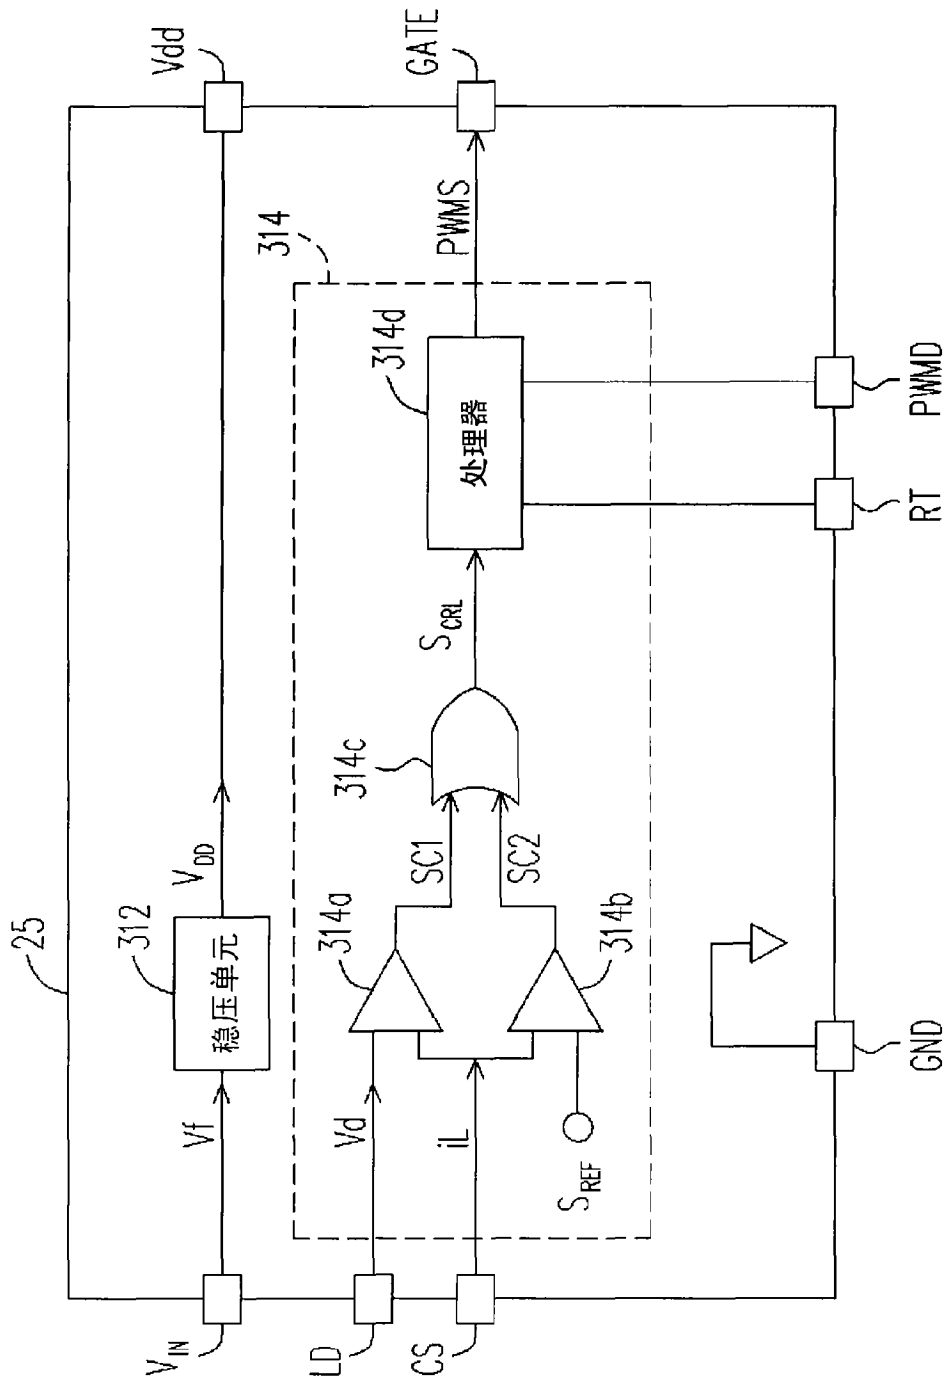 25
V_IN
Vf
312
稳压单元
V_DD
Vdd
314
LD
Vd
314a
SC1
314c
S_CRL
314d
处理器
PWMS
GATE
CS
iL
SC2
314b
S_REF
GND
RT
PWMD